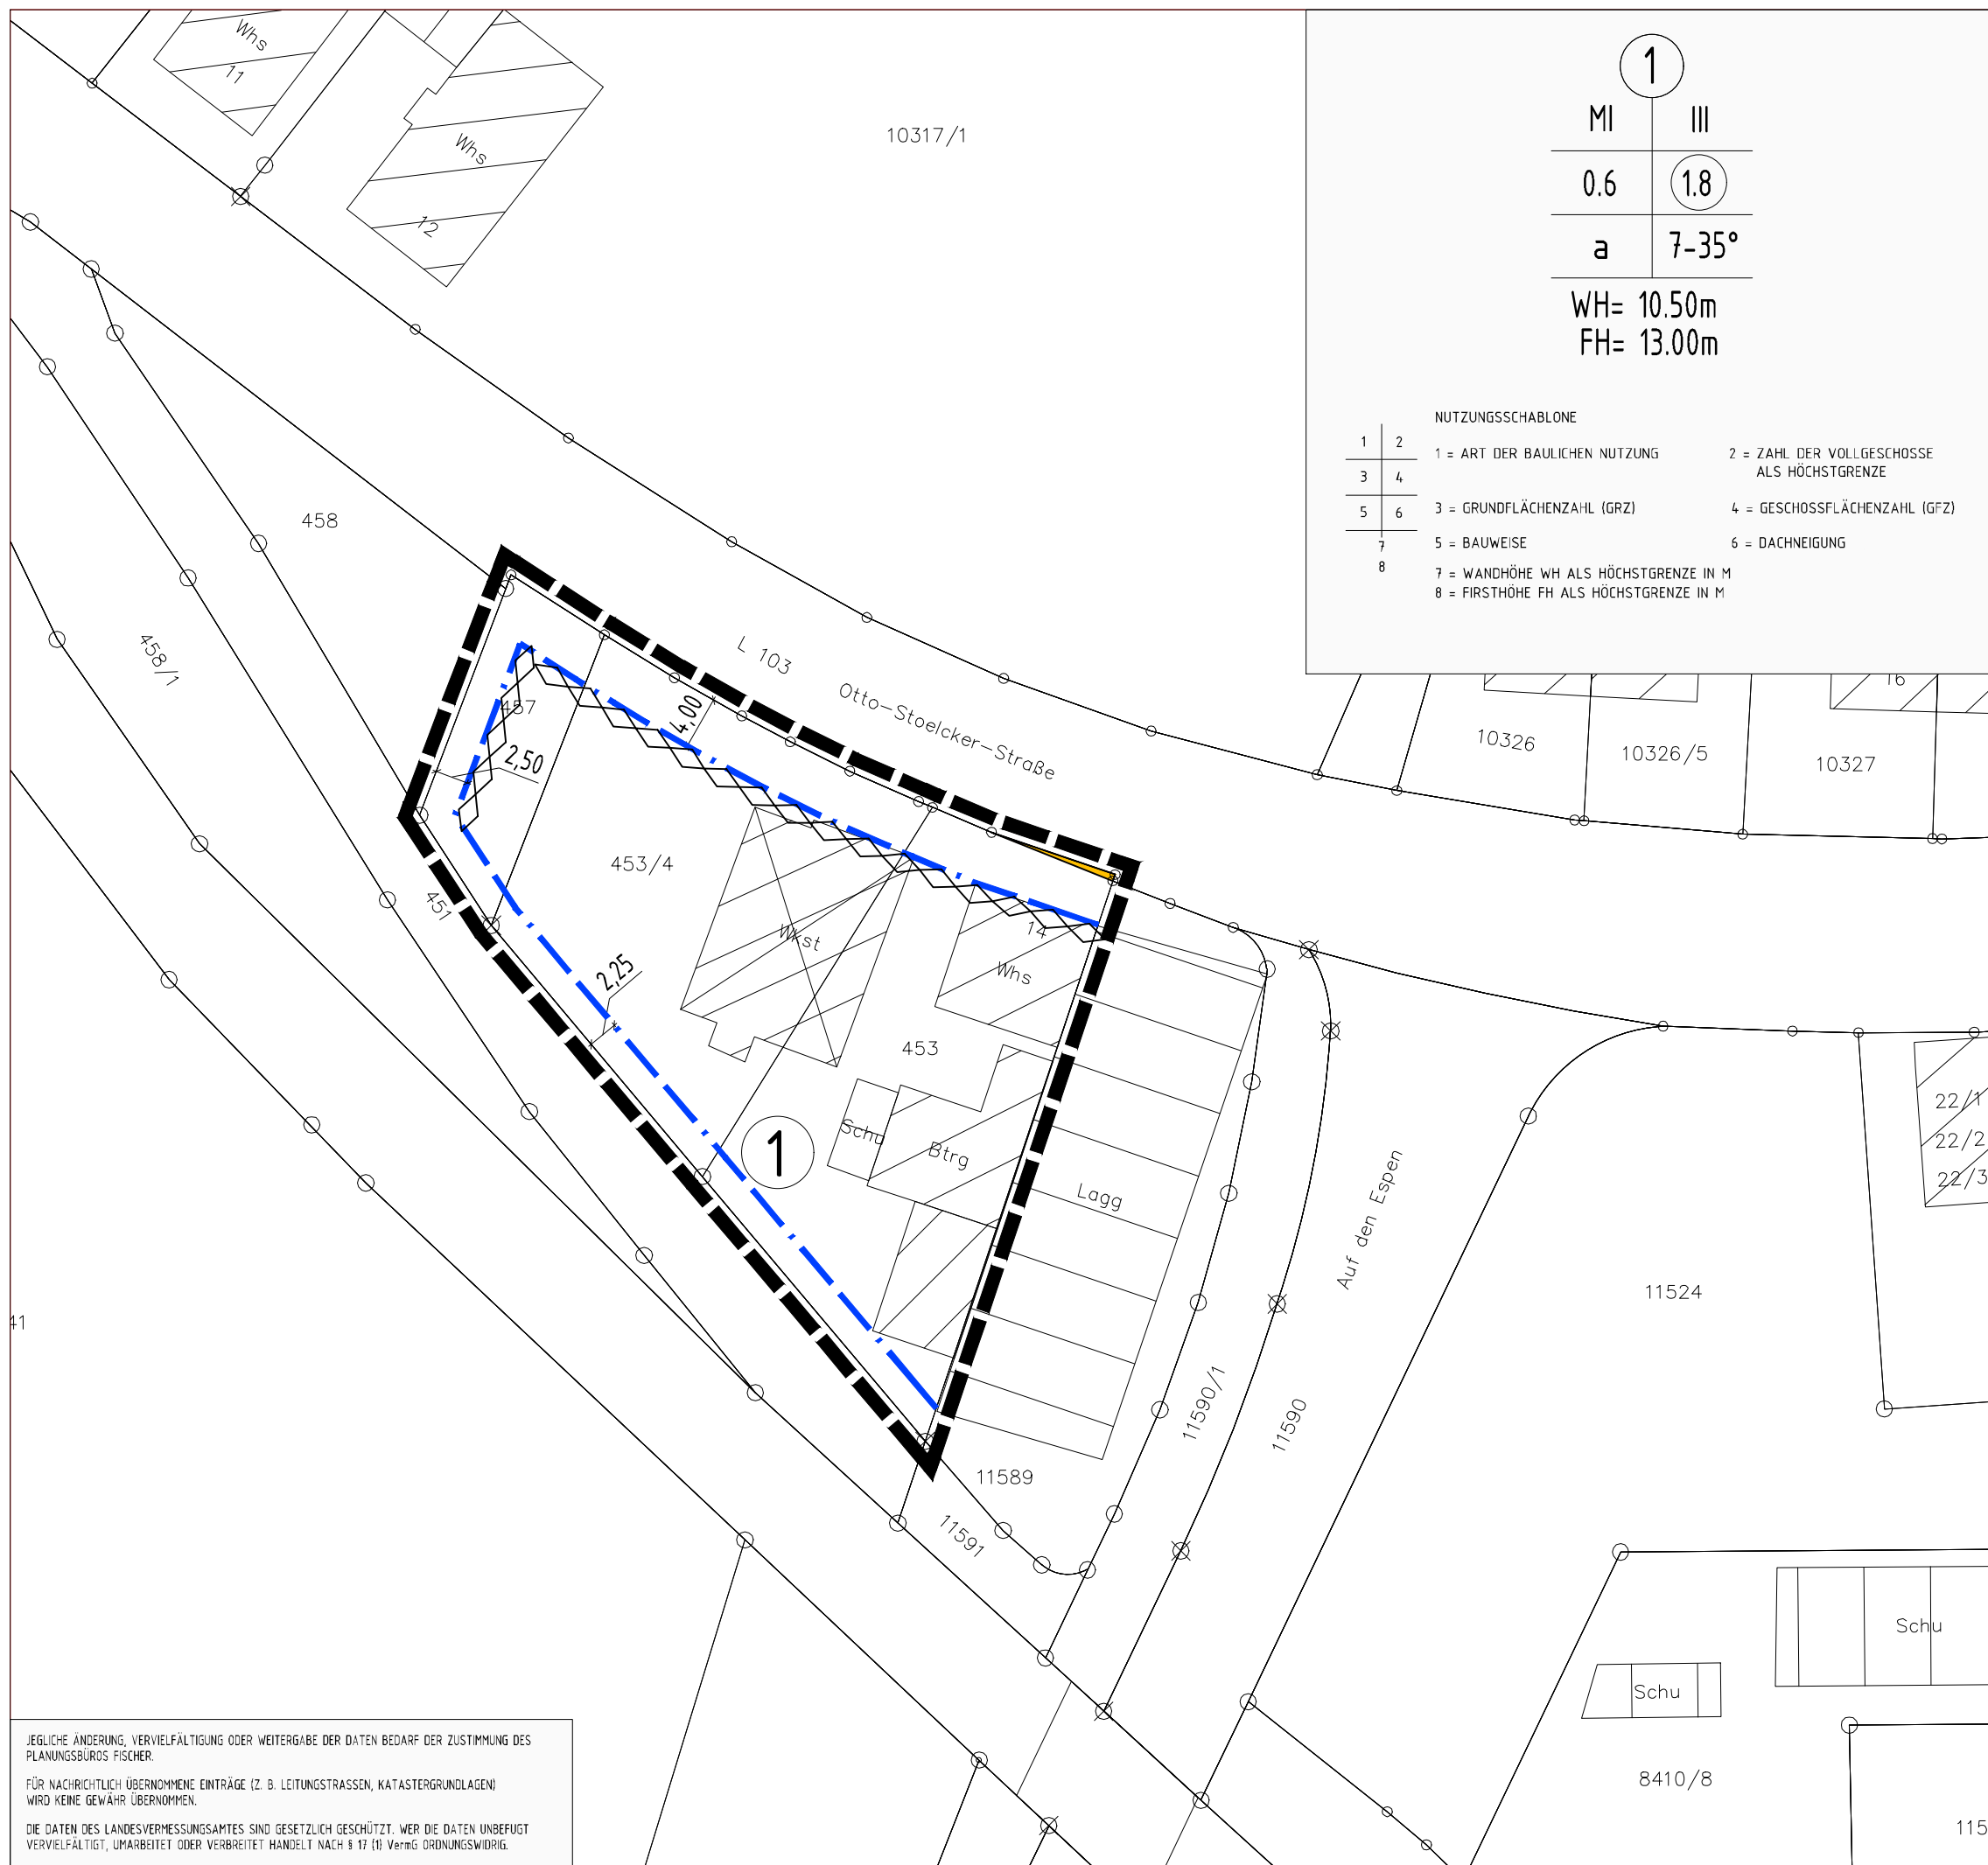 Whs
11
Whs
12
10317/1
1
MI III
0.6 1.8
a 7-35°
WH= 10.50m
FH= 13.00m
NUTZUNGSSCHABLONE
1 2
3 4
5 6
7
8
1 = ART DER BAULICHEN NUTZUNG
2 = ZAHL DER VOLLGESCHOSSE
ALS HÖCHSTGRENZE
3 = GRUNDFLÄCHENZAHL (GRZ)
4 = GESCHOSSFLÄCHENZAHL (GFZ)
5 = BAUWEISE
6 = DACHNEIGUNG
7 = WANDHÖHE WH ALS HÖCHSTGRENZE IN M
8 = FIRSTHÖHE FH ALS HÖCHSTGRENZE IN M
458
458/1
L 103
Otto-Stoelcker-Straße
16
10326
10326/5
10327
457
4,00
2,50
453/4
451
Wkst
14
Whs
2,25
453
Schu
Btrg
1
Lagg
Auf den Espen
22/1
22/2
22/3
11524
41
11590/1
11590
11589
11591
Schu
Schu
8410/8
115
JEGLICHE ÄNDERUNG, VERVIELFÄLTIGUNG ODER WEITERGABE DER DATEN BEDARF DER ZUSTIMMUNG DES
PLANUNGSBÜROS FISCHER.
FÜR NACHRICHTLICH ÜBERNOMMENE EINTRÄGE (Z. B. LEITUNGSTRASSEN, KATASTERGRUNDLAGEN)
WIRD KEINE GEWÄHR ÜBERNOMMEN.
DIE DATEN DES LANDESVERMESSUNGSAMTES SIND GESETZLICH GESCHÜTZT. WER DIE DATEN UNBEFUGT
VERVIELFÄLTIGT, UMARBEITET ODER VERBREITET HANDELT NACH § 17 (1) VermG ORDNUNGSWIDRIG.